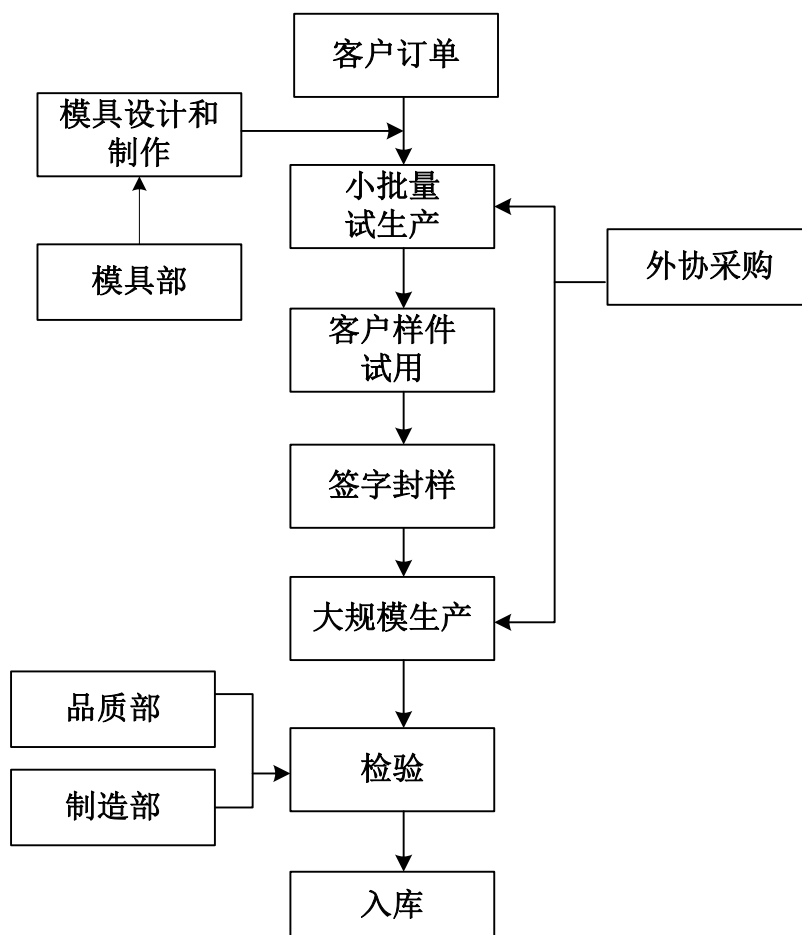 客户订单
模具设计和
制作
小批量
试生产
模具部
外协采购
客户样件
试用
签字封样
大规模生产
品质部
检验
制造部
入库